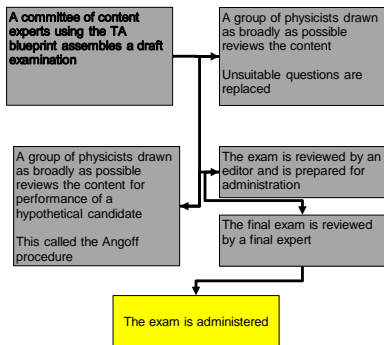 A committee of content
experts using the TA
blueprint assembles a draft
examination
A group of physicists drawn
as broadly as possible
reviews the content
Unsuitable questions are
replaced
A group of physicists drawn
as broadly as possible
reviews the content for
performance of a
hypothetical candidate
This called the Angoff
procedure
The exam is reviewed by an
editor and is prepared for
administration
The final exam is reviewed
by a final expert
The exam is administered